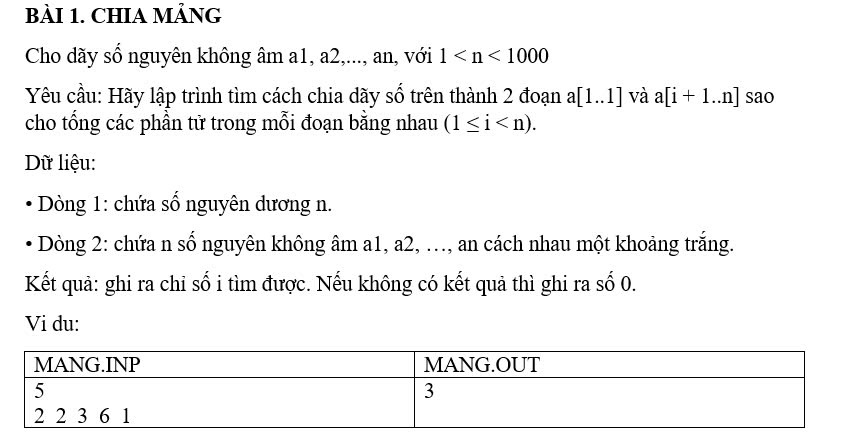 BÀI 1. CHIA MẢNG
Cho dãy số nguyên không âm a1, a2,..., an, với 1 < n < 1000
Yêu cầu: Hãy lập trình tìm cách chia dãy số trên thành 2 đoạn a[1..1] và a[i + 1..n] sao
cho tổng các phần tử trong mỗi đoạn bằng nhau (1 ≤ i < n).
Dữ liệu:
• Dòng 1: chứa số nguyên dương n.
• Dòng 2: chứa n số nguyên không âm a1, a2, …, an cách nhau một khoảng trắng.
Kết quả: ghi ra chỉ số i tìm được. Nếu không có kết quả thì ghi ra số 0.
Vi du:
MANG.INP MANG.OUT
5 3
2 2 3 6 1